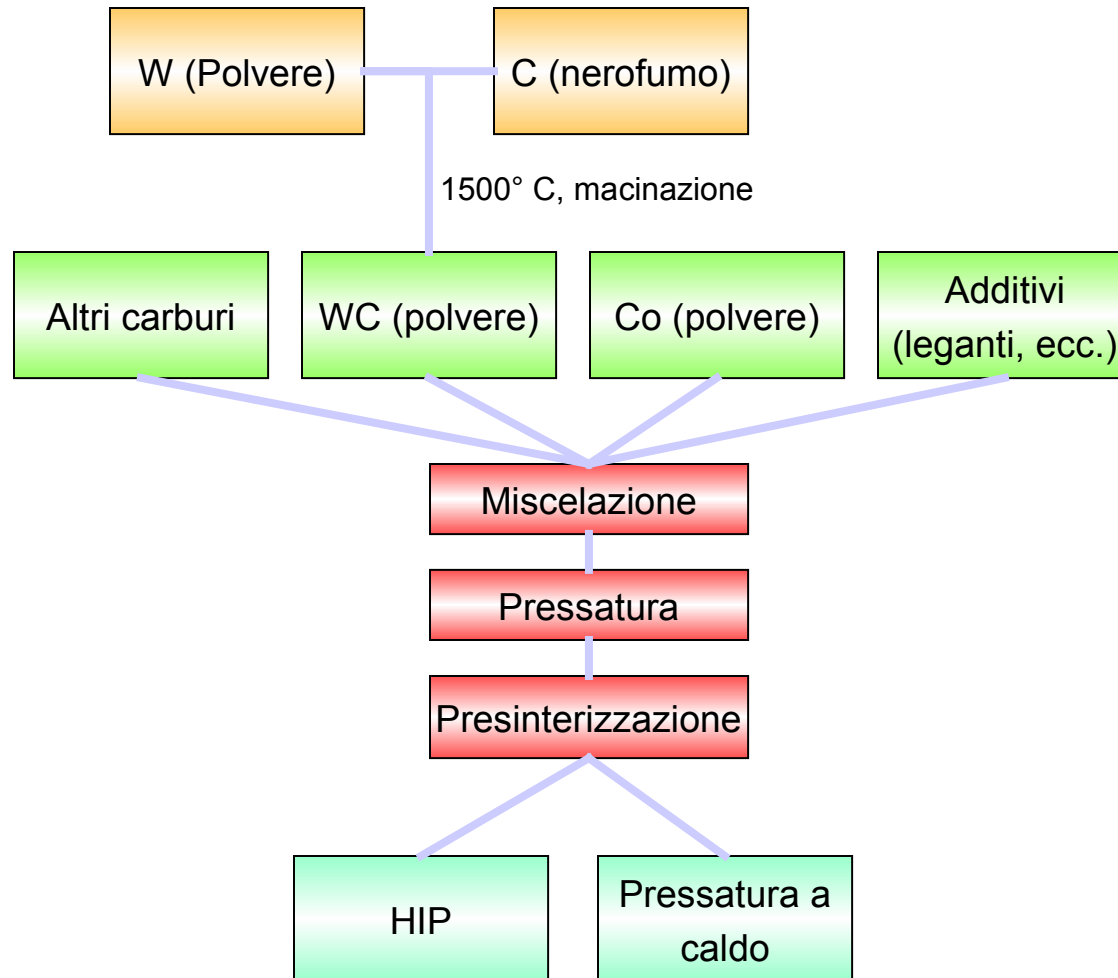 W (Polvere)
C (nerofumo)
1500° C, macinazione
Altri carburi
WC (polvere)
Co (polvere)
Additivi
(leganti, ecc.)
Miscelazione
Pressatura
Presinterizzazione
HIP
Pressatura a
caldo